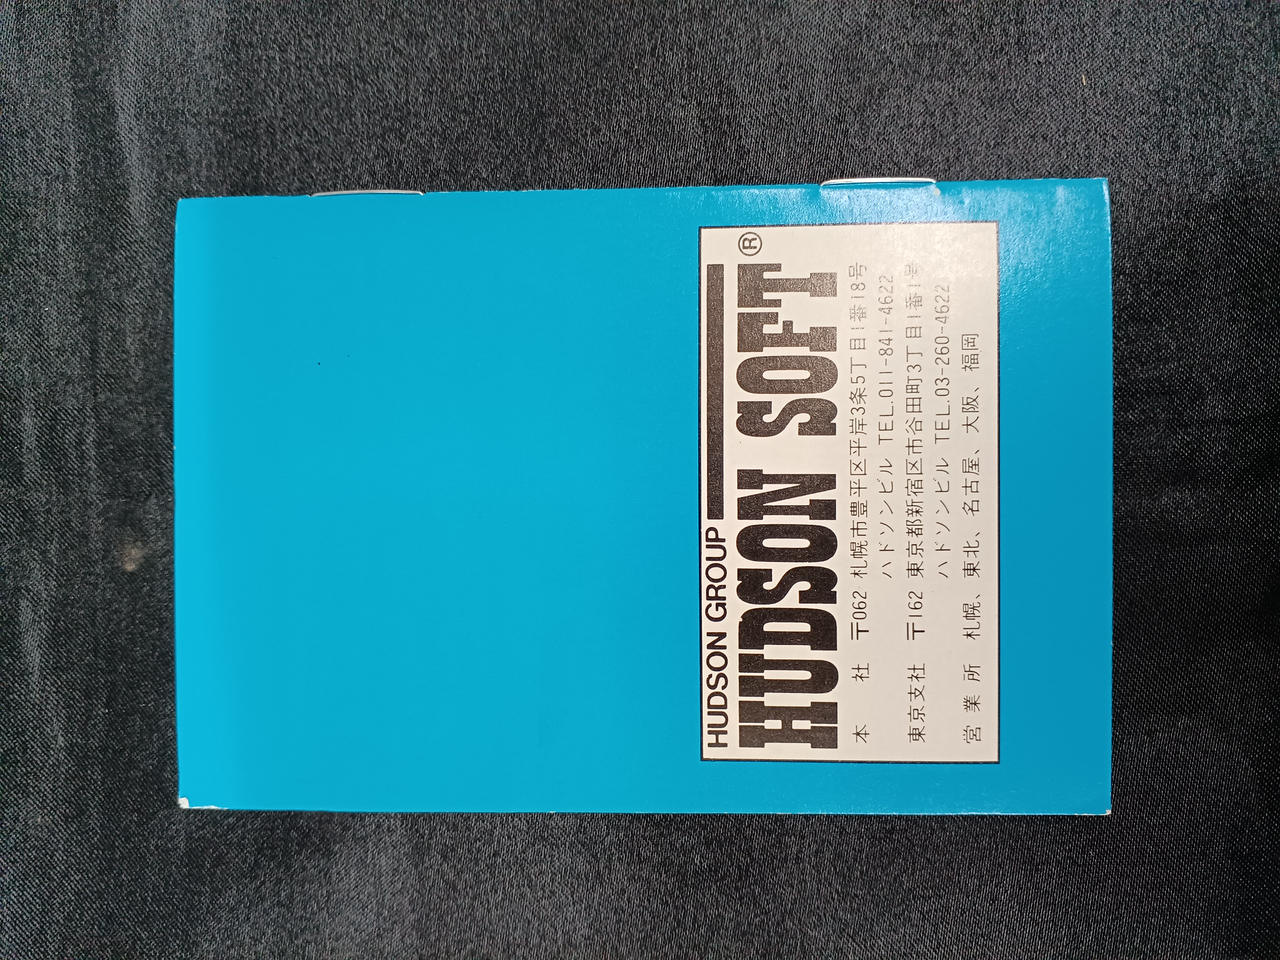 HUDSON GROUP
HUDSON SOFT®
本　　社 〒062 札幌市豊平区平岸3条5丁目1番18号
ハドソンビル TEL.011-841-4622
東京支社 〒162 東京都新宿区市谷田町3丁目1番1号
ハドソンビル TEL.03-260-4622
営 業 所 札幌、東北、名古屋、大阪、福岡